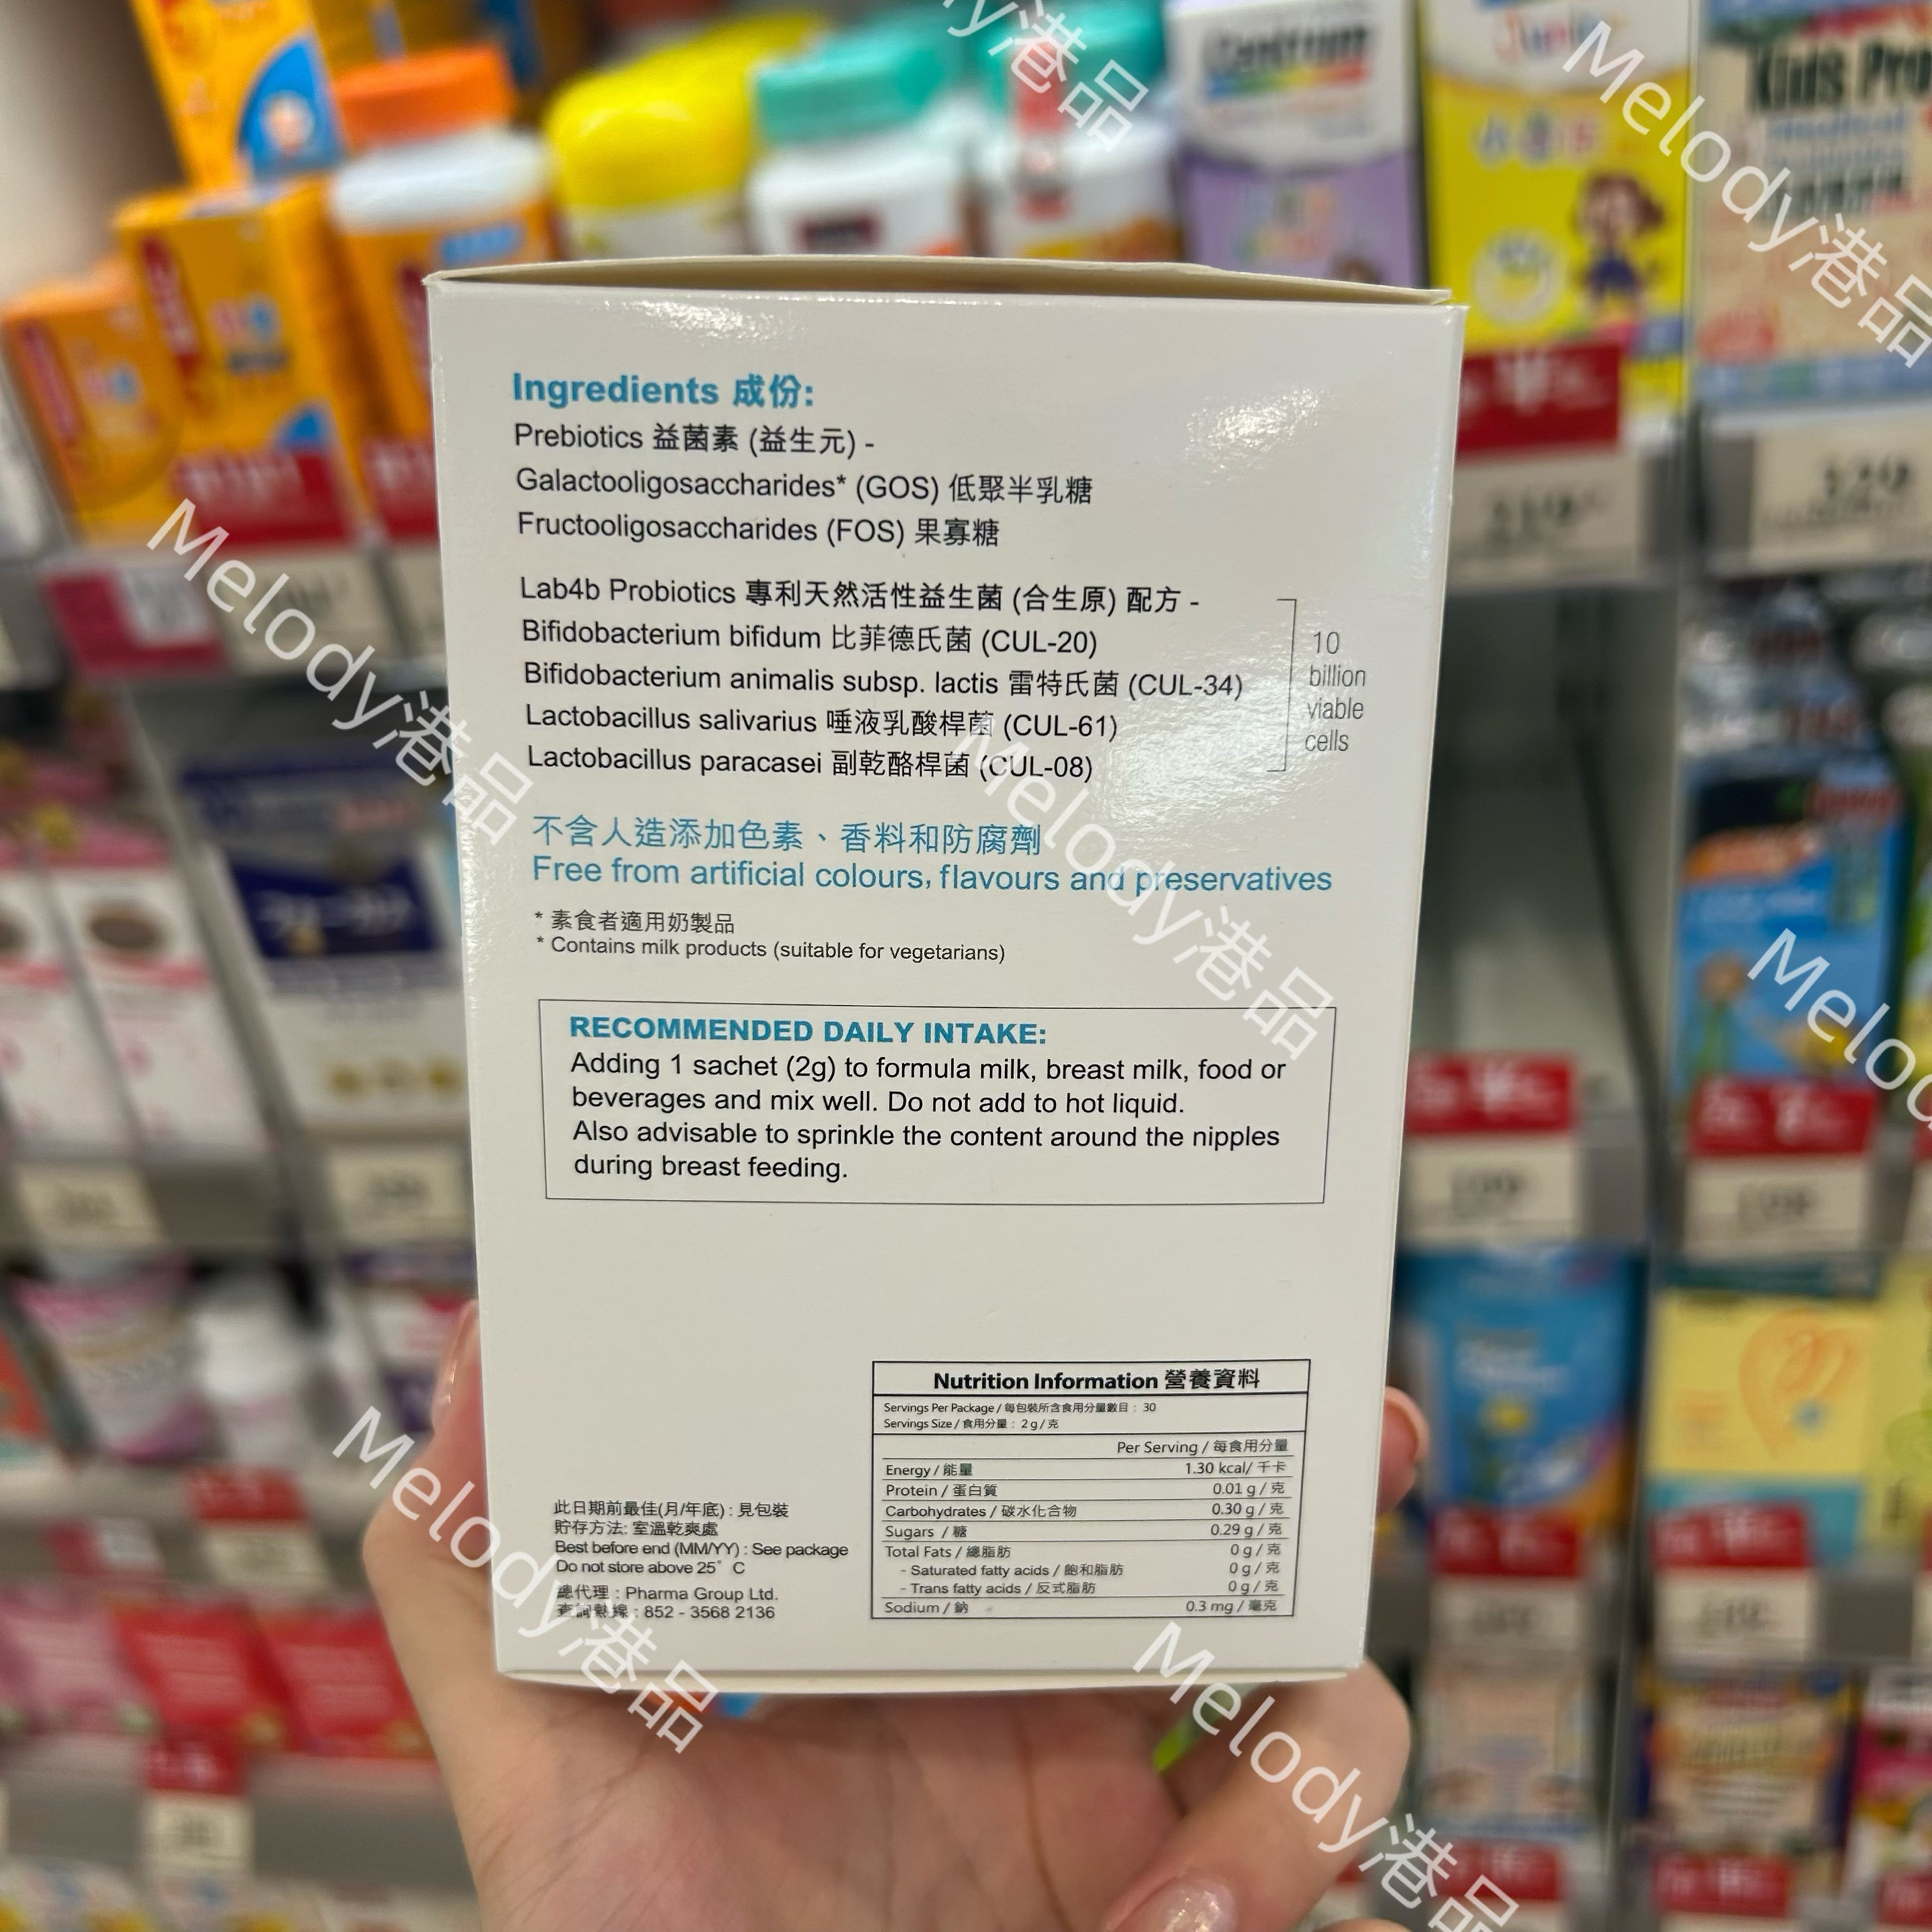 y港品
Melody港品
Centrum
Junior
Kids Pro
Melody港品
Ingredients 成份:
Prebiotics 益菌素 (益生元) -
Galactooligosaccharides* (GOS) 低聚半乳糖
Fructooligosaccharides (FOS) 果寡糖
Lab4b Probiotics 專利天然活性益生菌 (合生原) 配方 -
Bifidobacterium bifidum 比菲德氏菌 (CUL-20)
Bifidobacterium animalis subsp. lactis 雷特氏菌 (CUL-34)
Lactobacillus salivarius 唾液乳酸桿菌 (CUL-61)
Lactobacillus paracasei 副乾酪桿菌 (CUL-08)
10
billion
viable
cells
Melody港品
不含人造添加色素、香料和防腐劑
Free from artificial colours, flavours and preservatives
* 素食者適用奶製品
* Contains milk products (suitable for vegetarians)
Melo
RECOMMENDED DAILY INTAKE:
Adding 1 sachet (2g) to formula milk, breast milk, food or
beverages and mix well. Do not add to hot liquid.
Also advisable to sprinkle the content around the nipples
during breast feeding.
Melody港品
Nutrition Information 營養資料
Servings Per Package / 每包裝所含食用分量數目 : 30
Servings Size / 食用分量 : 2 g / 克
Per Serving / 每食用分量
Energy / 能量 1.30 kcal/ 千卡
Protein / 蛋白質 0.01 g / 克
Carbohydrates / 碳水化合物 0.30 g / 克
Sugars / 糖 0.29 g / 克
Total Fats / 總脂肪 0 g / 克
- Saturated fatty acids / 飽和脂肪 0 g / 克
- Trans fatty acids / 反式脂肪 0 g / 克
Sodium / 鈉 0.3 mg / 毫克
此日期前最佳(月/年底) : 見包裝
貯存方法: 室溫乾爽處
Best before end (MM/YY) : See package
Do not store above 25° C
總代理 : Pharma Group Ltd.
查詢熱線 : 852 - 3568 2136
Melody港品